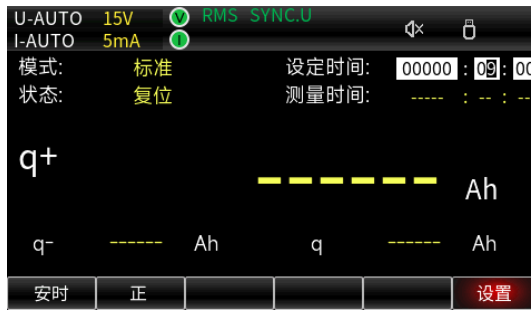 U-AUTO 15V V RMS SYNC.U
I-AUTO 5mA I
模式: 标准 设定时间: 00000 : 09 : 00
状态: 复位 测量时间: ----- : -- : --
q+ ------ Ah
q- ------ Ah q ------ Ah
安时 正 设置